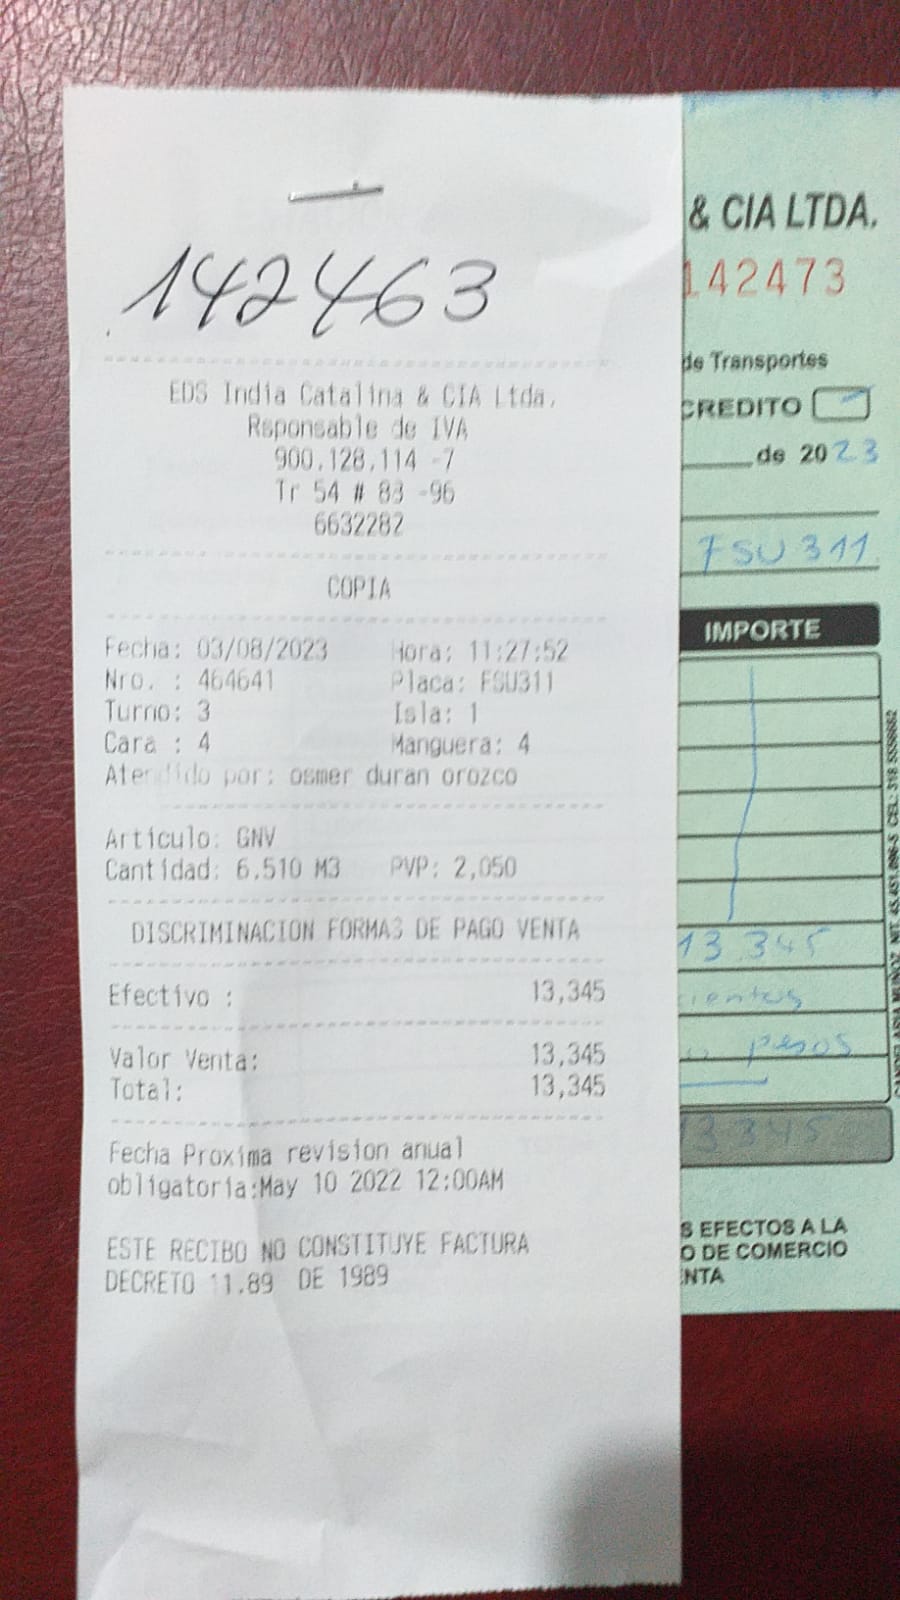 142463
EDS India Catalina & CIA Ltda.
Rsponsable de IVA
900.128.114 -7
Tr 54 # 83 -96
6632282
COPIA
Fecha: 03/08/2023 Hora: 11:27:52
Nro. : 464641 Placa: FSU311
Turno: 3 Isla: 1
Cara : 4 Manguera: 4
Atendido por: osmer duran orozco
Articulo: GNV
Cantidad: 6.510 M3 PVP: 2,050
DISCRIMINACION FORMAS DE PAGO VENTA
Efectivo : 13,345
Valor Venta: 13,345
Total: 13,345
Fecha Proxima revision anual
obligatoria:May 10 2022 12:00AM
ESTE RECIBO NO CONSTITUYE FACTURA
DECRETO 11.89 DE 1989
& CIA LTDA.
142473
de Transportes
CREDITO
de 2023
FSU 311
IMPORTE
13.345
cientos
pesos
13345
S EFECTOS A LA
O DE COMERCIO
ENTA